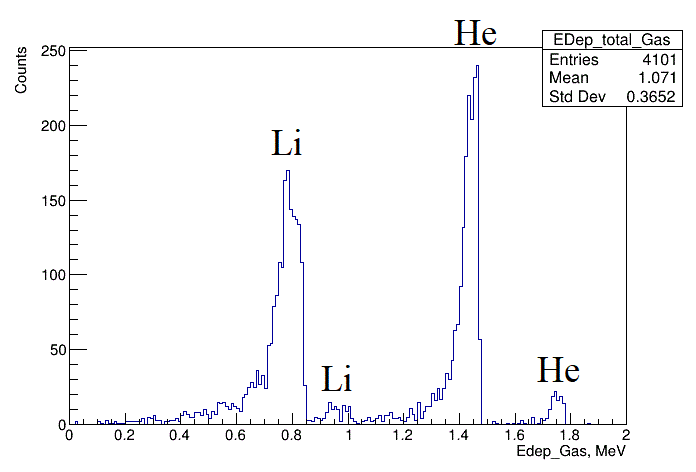 He
EDep_total_Gas
Entries 4101
Mean 1.071
Std Dev 0.3652
Counts
250
200
150
100
50
0
Li
Li
He
0 0.2 0.4 0.6 0.8 1 1.2 1.4 1.6 1.8 2
Edep_Gas, MeV